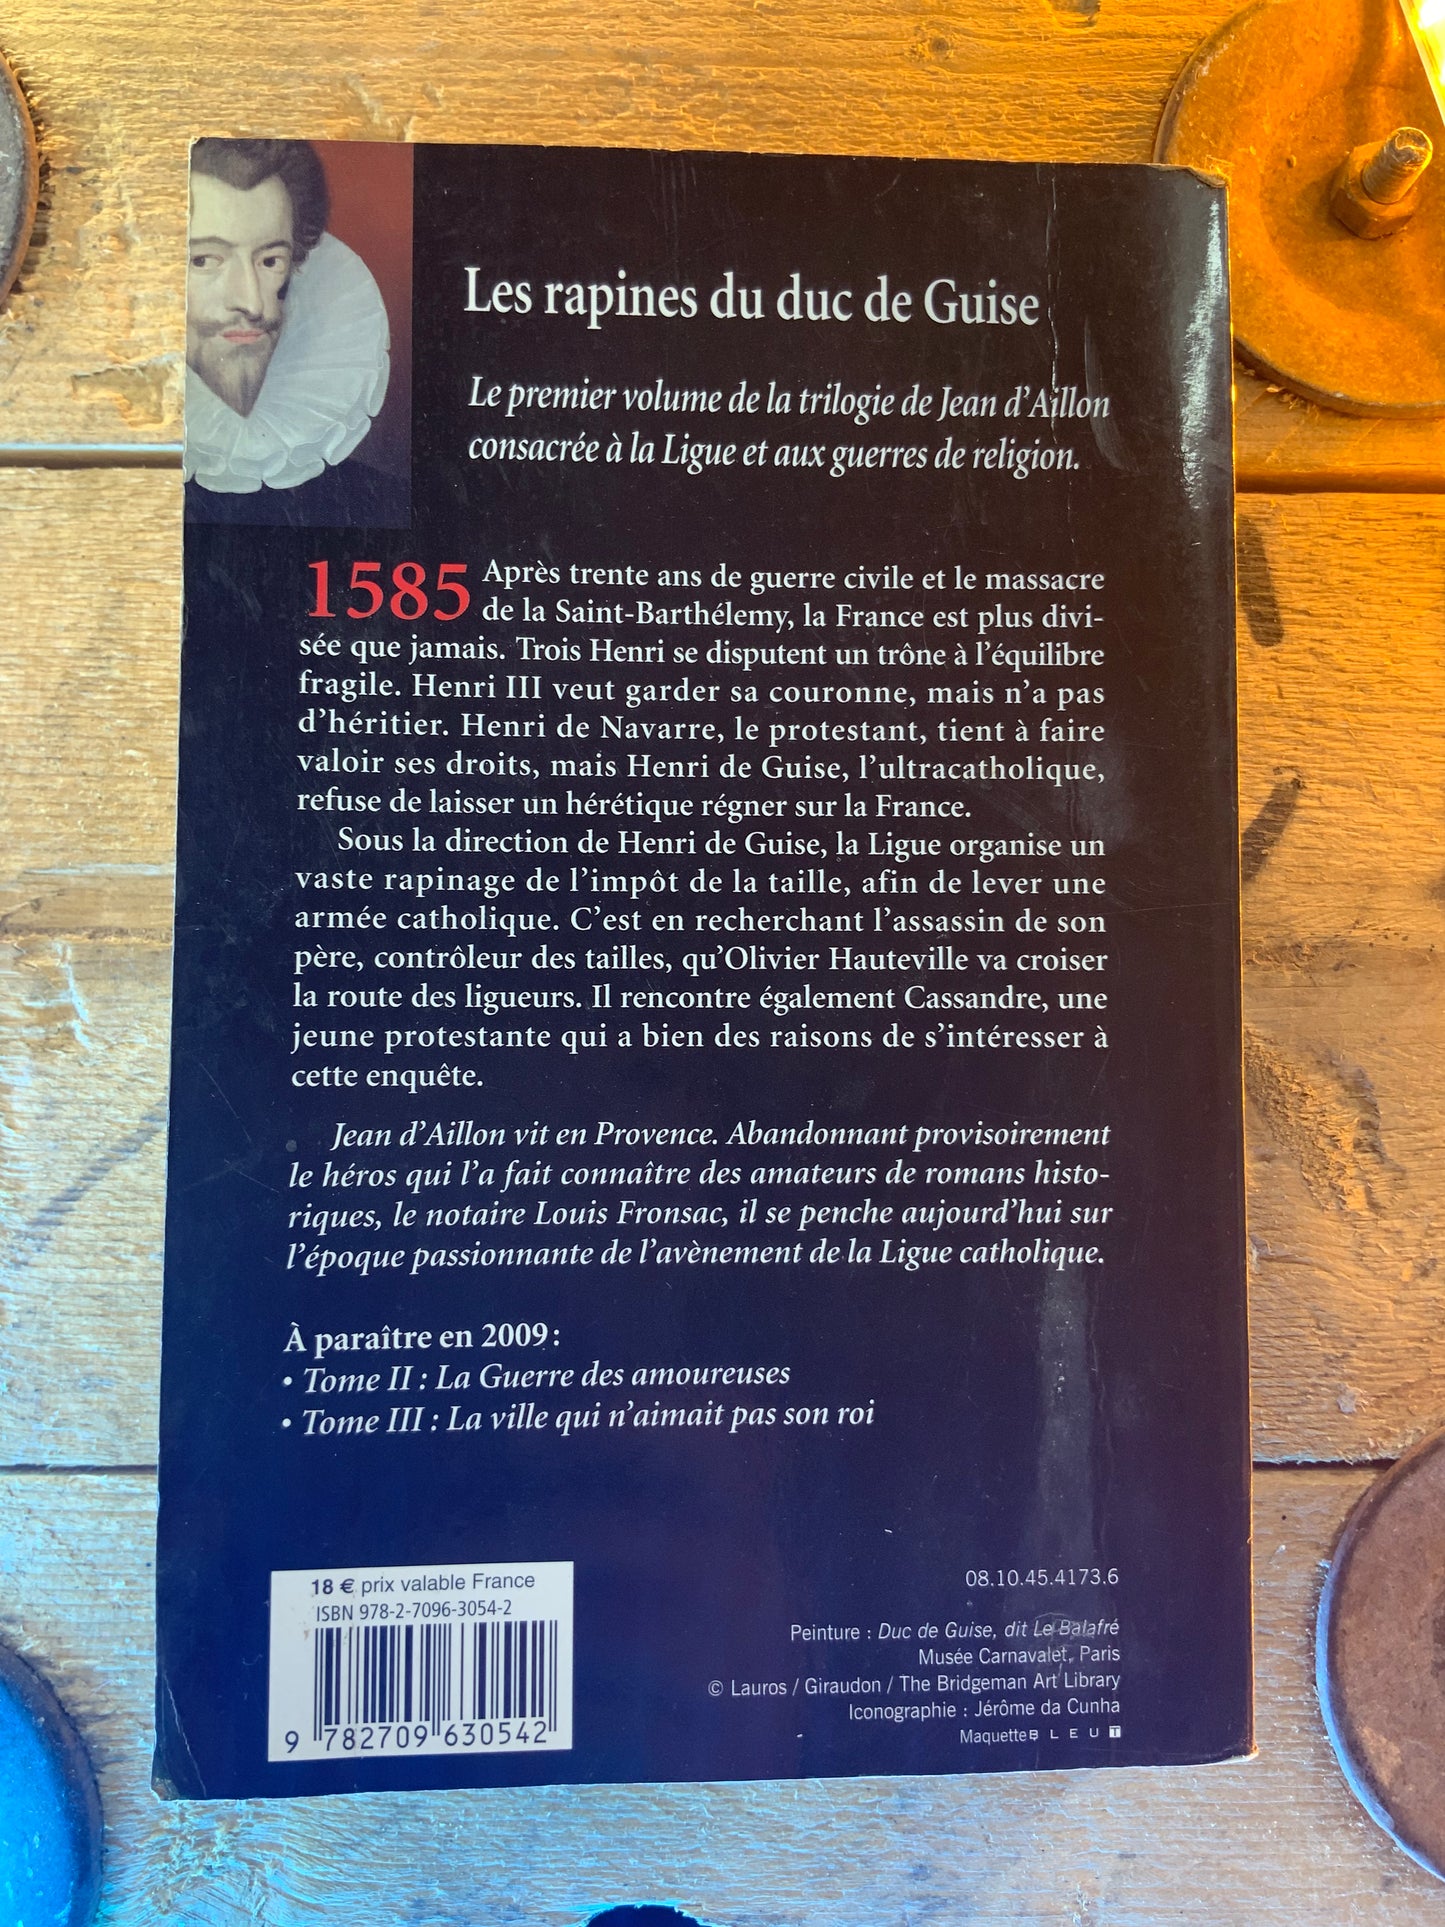 Les rapines du duc de Guise
Le premier volume de la trilogie de Jean d'Aillon
consacrée à la Ligue et aux guerres de religion.
1585 Après trente ans de guerre civile et le massacre
de la Saint-Barthélemy, la France est plus divi-
sée que jamais. Trois Henri se disputent un trône à l'équilibre
fragile. Henri III veut garder sa couronne, mais n'a pas
d'héritier. Henri de Navarre, le protestant, tient à faire
valoir ses droits, mais Henri de Guise, l'ultracatholique,
refuse de laisser un hérétique régner sur la France.
Sous la direction de Henri de Guise, la Ligue organise un
vaste rapinage de l'impôt de la taille, afin de lever une
armée catholique. C'est en recherchant l'assassin de son
père, contrôleur des tailles, qu'Olivier Hauteville va croiser
la route des ligueurs. Il rencontre également Cassandre, une
jeune protestante qui a bien des raisons de s'intéresser à
cette enquête.
Jean d'Aillon vit en Provence. Abandonnant provisoirement
le héros qui l'a fait connaître des amateurs de romans histo-
riques, le notaire Louis Fronsac, il se penche aujourd'hui sur
l'époque passionnante de l'avènement de la Ligue catholique.
À paraître en 2009 :
• Tome II : La Guerre des amoureuses
• Tome III : La ville qui n'aimait pas son roi
18 € prix valable France
ISBN 978-2-7096-3054-2
9 782709 630542
08.10.45.4173.6
Peinture : Duc de Guise, dit Le Balafré
Musée Carnavalet, Paris
© Lauros / Giraudon / The Bridgeman Art Library
Iconographie : Jérôme da Cunha
Maquette BLEUT